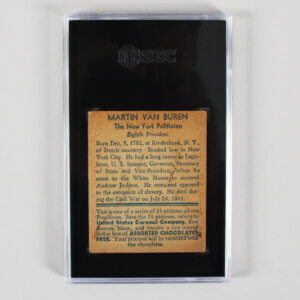 SGC
MARTIN VAN BUREN
The New York Politician
Eighth President
Born Dec. 5, 1782, at Kinderhook, N. Y.,
of Dutch ancestry. Studied law in New
York City. He had a long career as Legis-
lator, U. S. Senator, Governor, Secretary
of State and Vice-President, before he
came to the White House to succeed
Andrew Jackson. He remained opposed
to the extension of slavery. He died dur-
ing the Civil War on July 24, 1862.
This is one of a series of 31 pictures of our
Presidents. Save the 31 pictures, return to
United States Caramel Company, East
Boston, Mass., and receive a one pound
dollar box of ASSORTED CHOCOLATES
Free. Your pictures will be returned with
the chocolates.